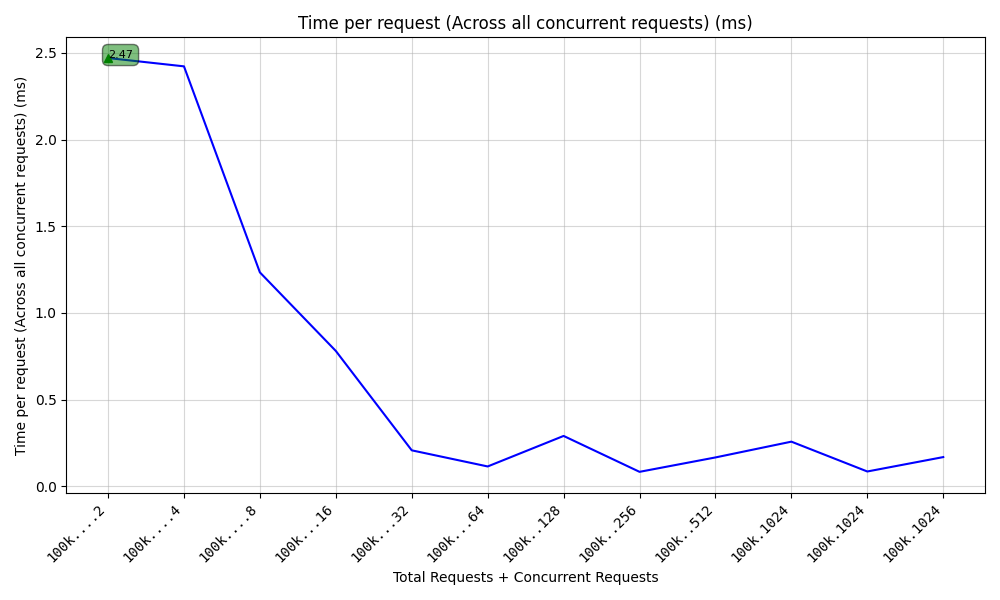 Time per request (Across all concurrent requests) (ms)
Time per request (Across all concurrent requests) (ms)
2.5
2.0
1.5
1.0
0.5
0.0
2.47
100k....2
100k....4
100k....8
100k...16
100k...32
100k...64
100k..128
100k..256
100k..512
100k.1024
100k.1024
100k.1024
Total Requests + Concurrent Requests